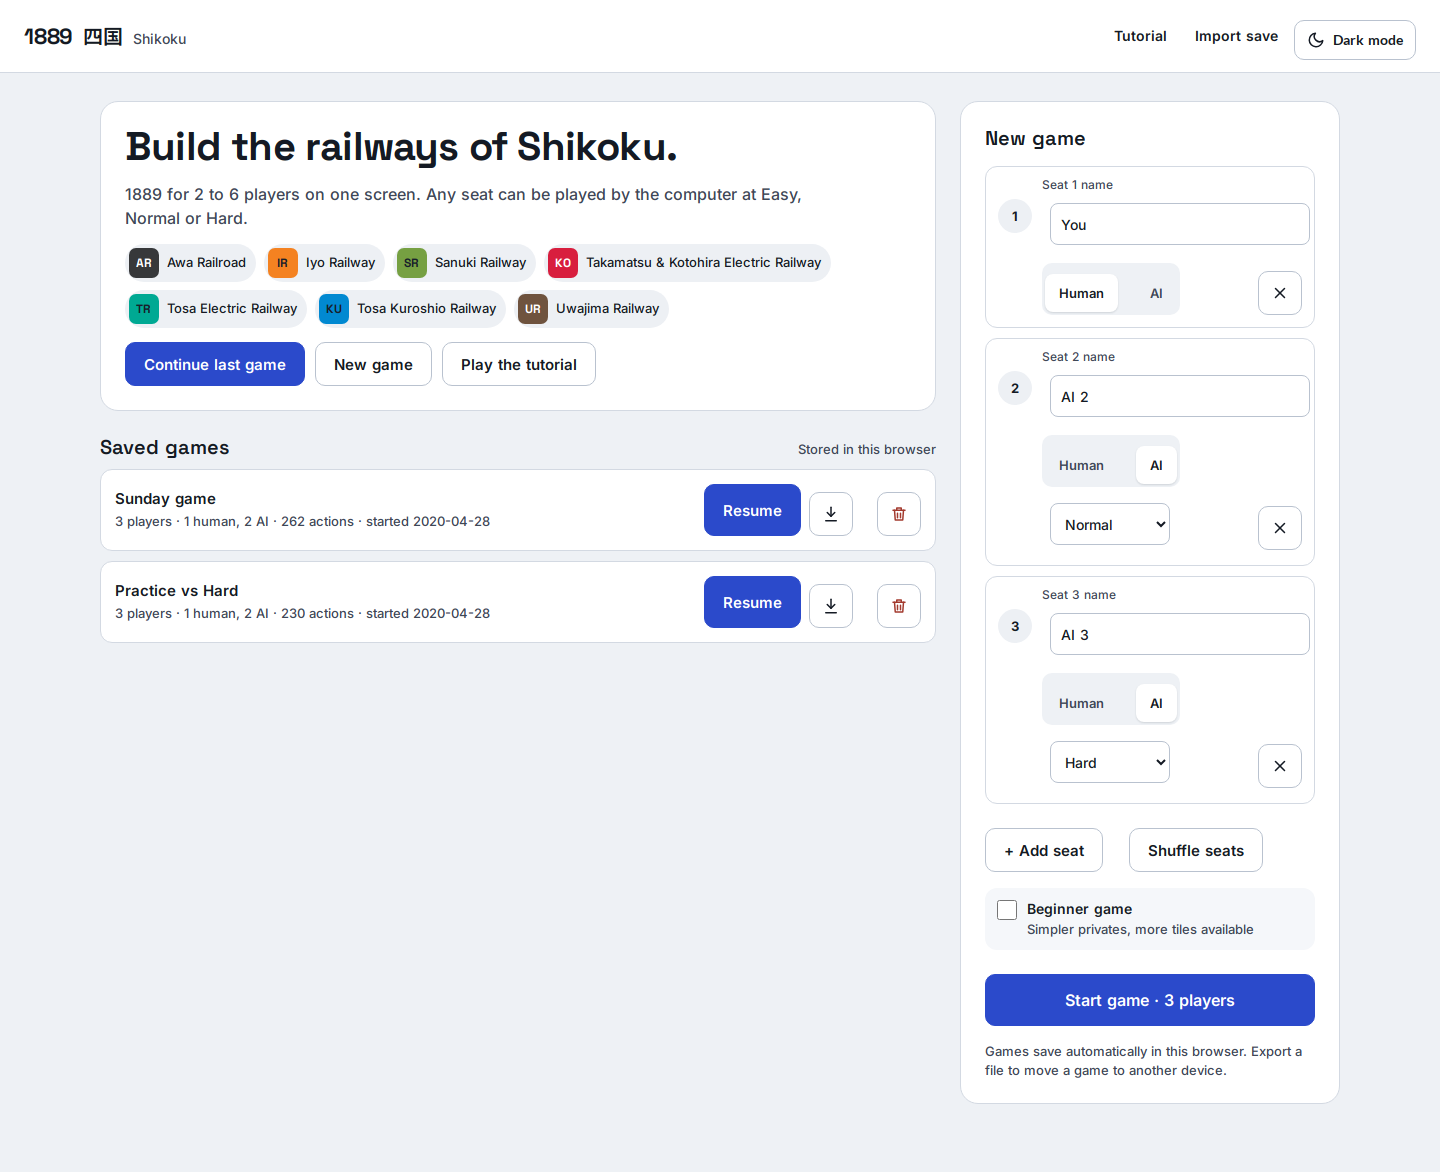 1889 四国 Shikoku
Tutorial
Import save
Dark mode
Build the railways of Shikoku.
1889 for 2 to 6 players on one screen. Any seat can be played by the computer at Easy,
Normal or Hard.
AR Awa Railroad
IR Iyo Railway
SR Sanuki Railway
KO Takamatsu & Kotohira Electric Railway
TR Tosa Electric Railway
KU Tosa Kuroshio Railway
UR Uwajima Railway
Continue last game
New game
Play the tutorial
Saved games
Stored in this browser
Sunday game
3 players · 1 human, 2 AI · 262 actions · started 2020-04-28
Resume
Practice vs Hard
3 players · 1 human, 2 AI · 230 actions · started 2020-04-28
Resume
New game
Seat 1 name
1
You
Human
AI
Seat 2 name
2
AI 2
Human
AI
Normal
Seat 3 name
3
AI 3
Human
AI
Hard
+ Add seat
Shuffle seats
Beginner game
Simpler privates, more tiles available
Start game · 3 players
Games save automatically in this browser. Export a
file to move a game to another device.